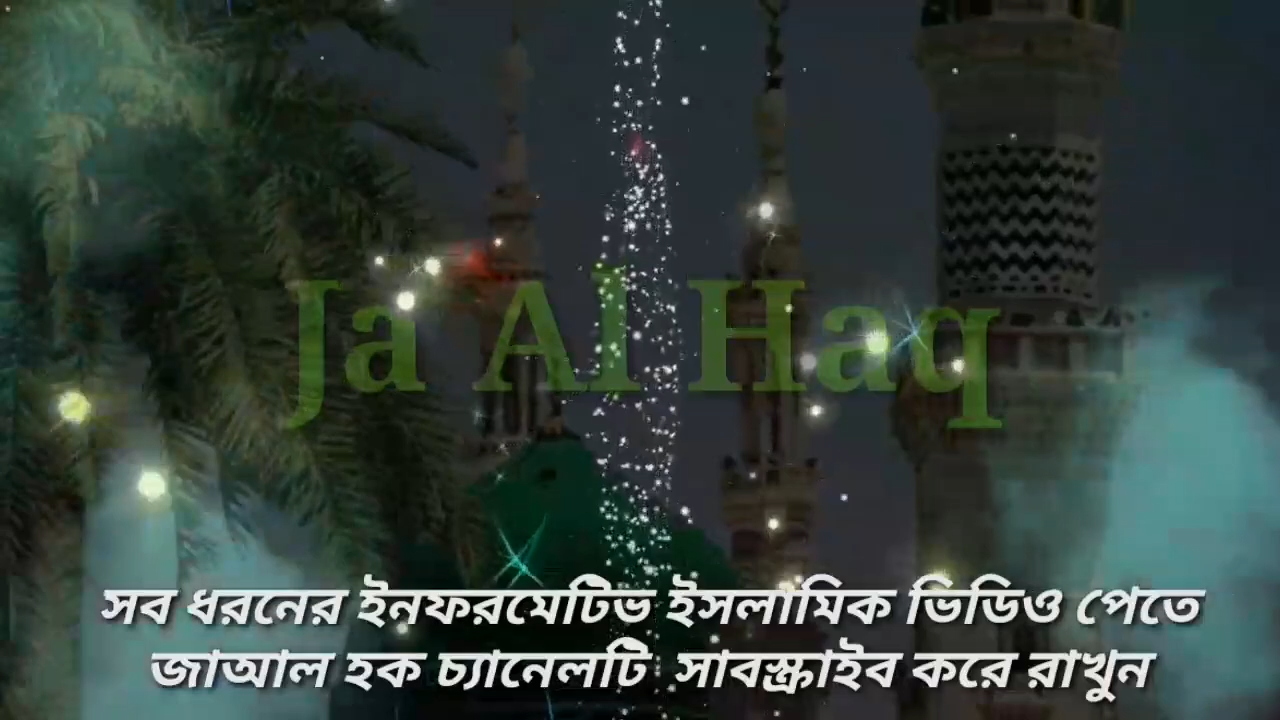 Ja Al Haq
সব ধরনের ইনফরমেটিভ ইসলামিক ভিডিও পেতে
জাআল হক চ্যানেলটি সাবস্ক্রাইব করে রাখুন